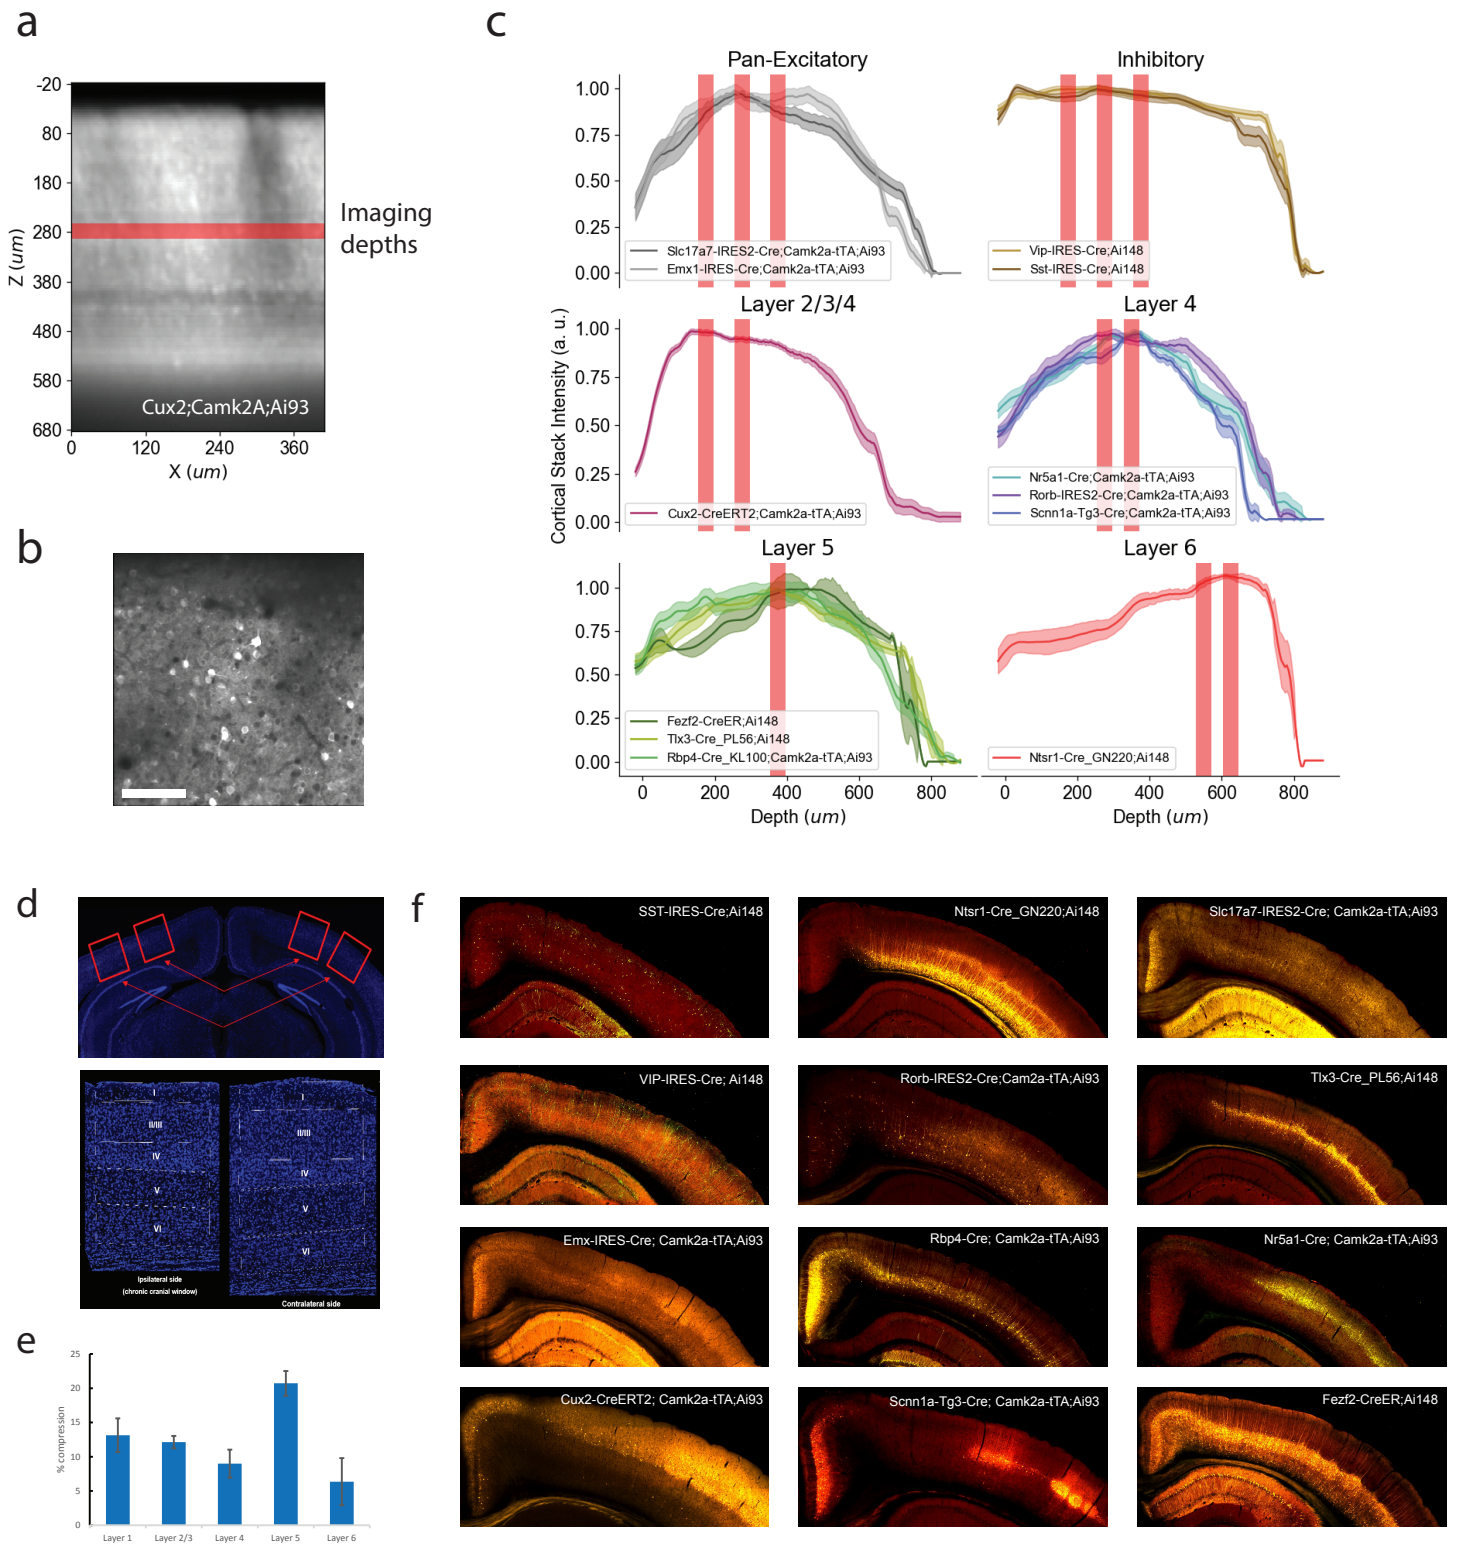 a
-20
80
180
280
380
480
580
680
Z (um)
0
120
240
360
X (um)
Cux2;Camk2A;Ai93
Imaging
depths
b
c
Cortical Stack Intensity (a. u.)
Pan-Excitatory
1.00
0.75
0.50
0.25
0.00
Slc17a7-IRES2-Cre;Camk2a-tTA;Ai93
Emx1-IRES-Cre;Camk2a-tTA;Ai93
Inhibitory
Vip-IRES-Cre;Ai148
Sst-IRES-Cre;Ai148
Layer 2/3/4
1.00
0.75
0.50
0.25
0.00
Cux2-CreERT2;Camk2a-tTA;Ai93
Layer 4
Nr5a1-Cre;Camk2a-tTA;Ai93
Rorb-IRES2-Cre;Camk2a-tTA;Ai93
Scnn1a-Tg3-Cre;Camk2a-tTA;Ai93
Layer 5
1.00
0.75
0.50
0.25
0.00
Fezf2-CreER;Ai148
Tlx3-Cre_PL56;Ai148
Rbp4-Cre_KL100;Camk2a-tTA;Ai93
0
200
400
600
800
Depth (um)
Layer 6
Ntsr1-Cre_GN220;Ai148
0
200
400
600
800
Depth (um)
d
I
II/III
IV
V
VI
Ipsilateral side
(chronic cranial window)
I
II/III
IV
V
VI
Contralateral side
e
25
20
15
10
5
0
% compression
Layer 1
Layer 2/3
Layer 4
Layer 5
Layer 6
f
SST-IRES-Cre;Ai148
Ntsr1-Cre_GN220;Ai148
Slc17a7-IRES2-Cre; Camk2a-tTA;Ai93
VIP-IRES-Cre; Ai148
Rorb-IRES2-Cre;Cam2a-tTA;Ai93
Tlx3-Cre_PL56;Ai148
Emx-IRES-Cre; Camk2a-tTA;Ai93
Rbp4-Cre; Camk2a-tTA;Ai93
Nr5a1-Cre; Camk2a-tTA;Ai93
Cux2-CreERT2; Camk2a-tTA;Ai93
Scnn1a-Tg3-Cre; Camk2a-tTA;Ai93
Fezf2-CreER;Ai148